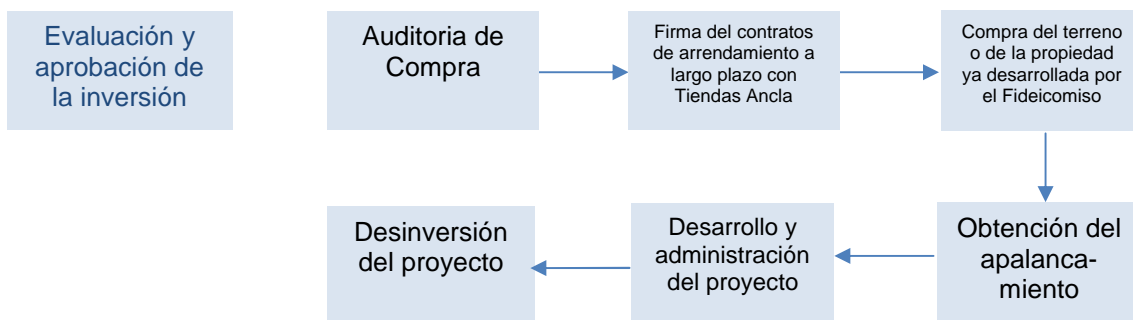 Evaluación y
aprobación de
la inversión
Auditoria de
Compra
Firma del contratos
de arrendamiento a
largo plazo con
Tiendas Ancla
Compra del terreno
o de la propiedad
ya desarrollada por
el Fideicomiso
Obtención del
apalanca-
miento
Desarrollo y
administración
del proyecto
Desinversión
del proyecto